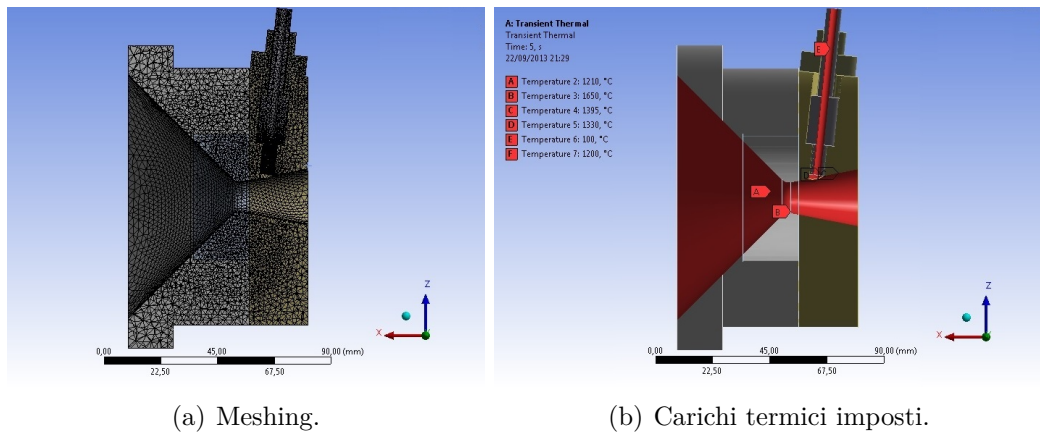 Z
X
0,00
45,00
90,00 (mm)
22,50
67,50
(a) Meshing.
A: Transient Thermal
Transient Thermal
Time: 5, s
22/09/2013 21:29
A Temperature 2: 1210, °C
B Temperature 3: 1650, °C
C Temperature 4: 1395, °C
D Temperature 5: 1330, °C
E Temperature 6: 100, °C
F Temperature 7: 1200, °C
E
D
A
B
Z
X
0,00
45,00
90,00 (mm)
22,50
67,50
(b) Carichi termici imposti.